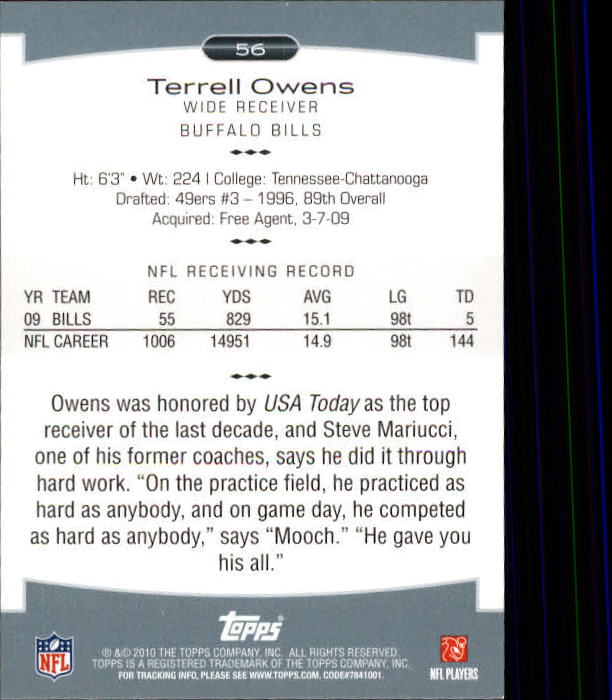 56
Terrell Owens
WIDE RECEIVER
BUFFALO BILLS
Ht: 6'3" • Wt: 224 | College: Tennessee-Chattanooga
Drafted: 49ers #3 – 1996, 89th Overall
Acquired: Free Agent, 3-7-09
NFL RECEIVING RECORD
YR TEAM REC YDS AVG LG TD
09 BILLS 55 829 15.1 98t 5
NFL CAREER 1006 14951 14.9 98t 144
Owens was honored by USA Today as the top
receiver of the last decade, and Steve Mariucci,
one of his former coaches, says he did it through
hard work. “On the practice field, he practiced as
hard as anybody, and on game day, he competed
as hard as anybody,” says “Mooch.” “He gave you
his all.”
Topps
® & © 2010 THE TOPPS COMPANY, INC. ALL RIGHTS RESERVED.
TOPPS IS A REGISTERED TRADEMARK OF THE TOPPS COMPANY, INC.
FOR TRACKING INFO, PLEASE SEE WWW.TOPPS.COM. CODE#7841001.
NFL
NFL PLAYERS